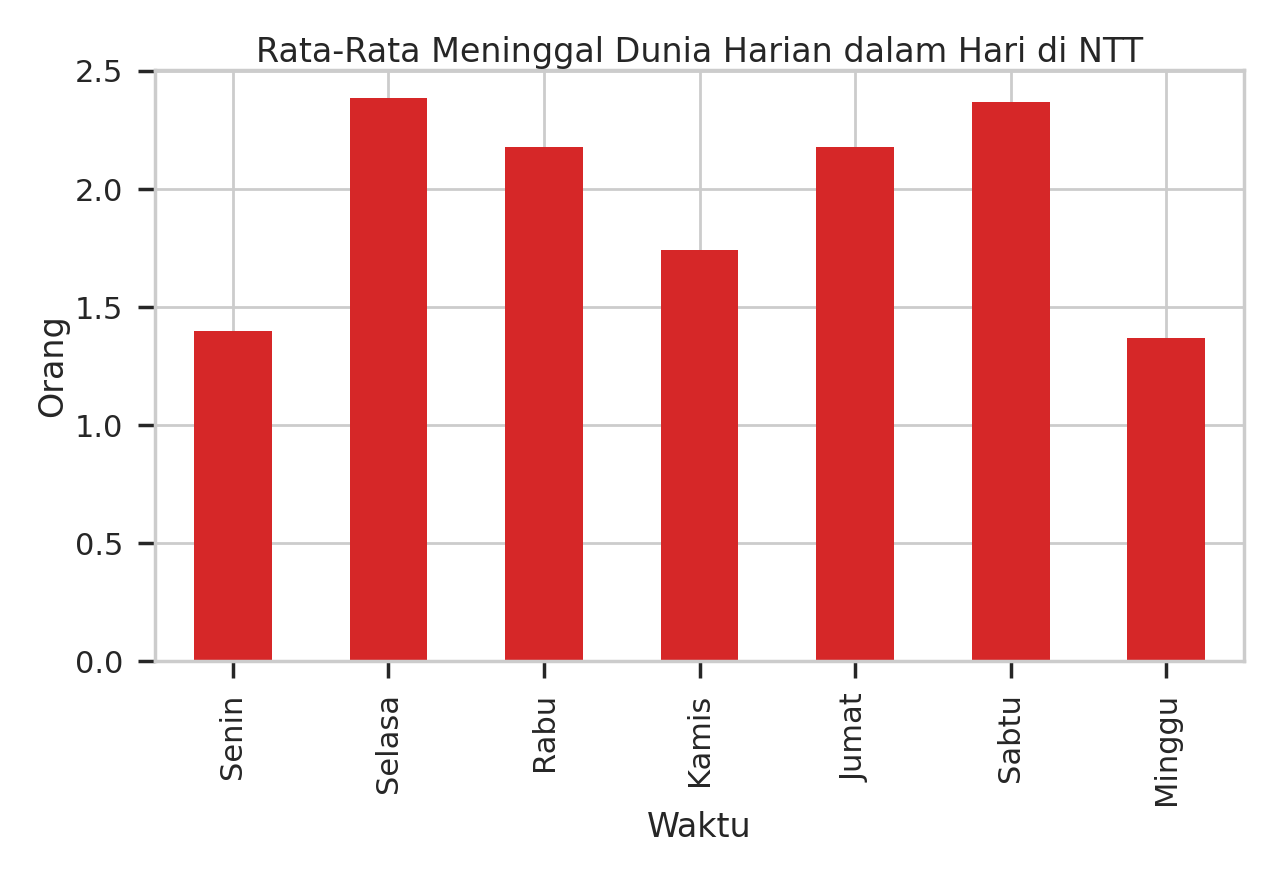 Rata-Rata Meninggal Dunia Harian dalam Hari di NTT
Orang
2.5
2.0
1.5
1.0
0.5
0.0
Senin
Selasa
Rabu
Kamis
Jumat
Sabtu
Minggu
Waktu